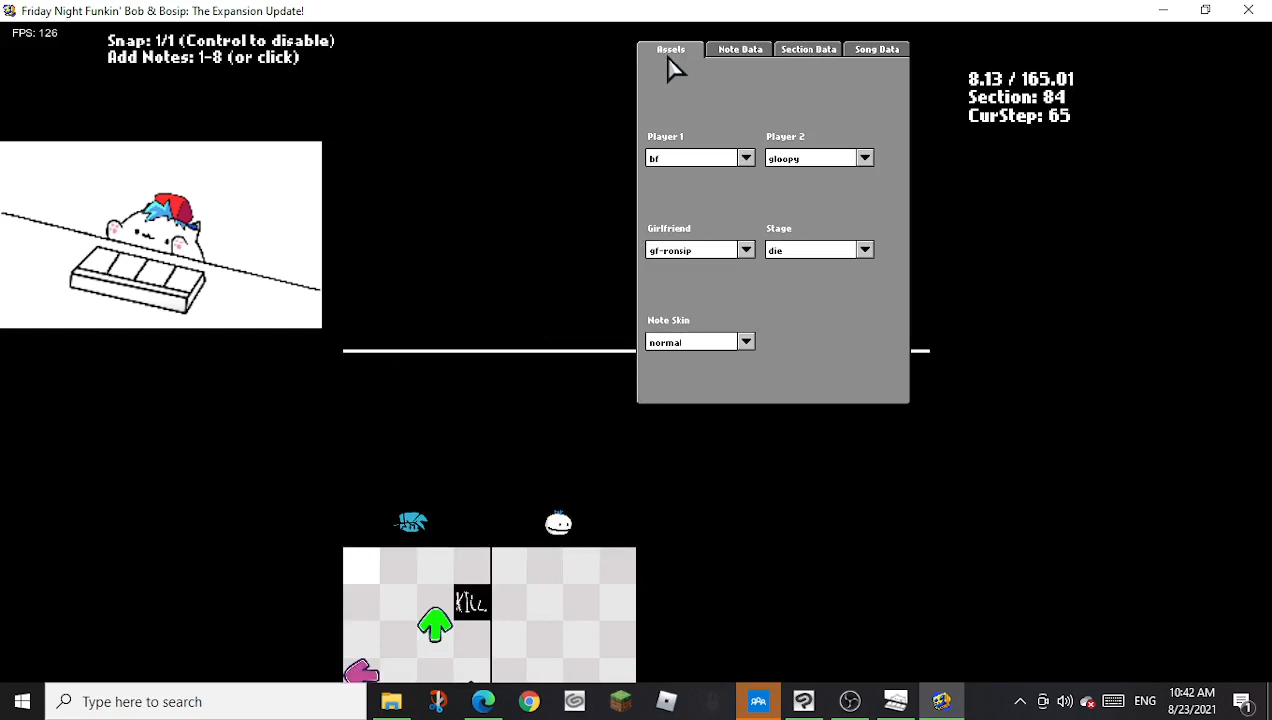 Friday Night Funkin' Bob & Bosip: The Expansion Update!
FPS: 126
Snap: 1/1 (Control to disable)
Add Notes: 1-8 (or click)
Assets
Note Data
Section Data
Song Data
8.13 / 165.01
Section: 84
CurStep: 65
Player 1
Player 2
bf
gloopy
Girlfriend
Stage
gf-ronsip
die
Note Skin
normal
KILL
Type here to search
ENG
10:42 AM
8/23/2021
1